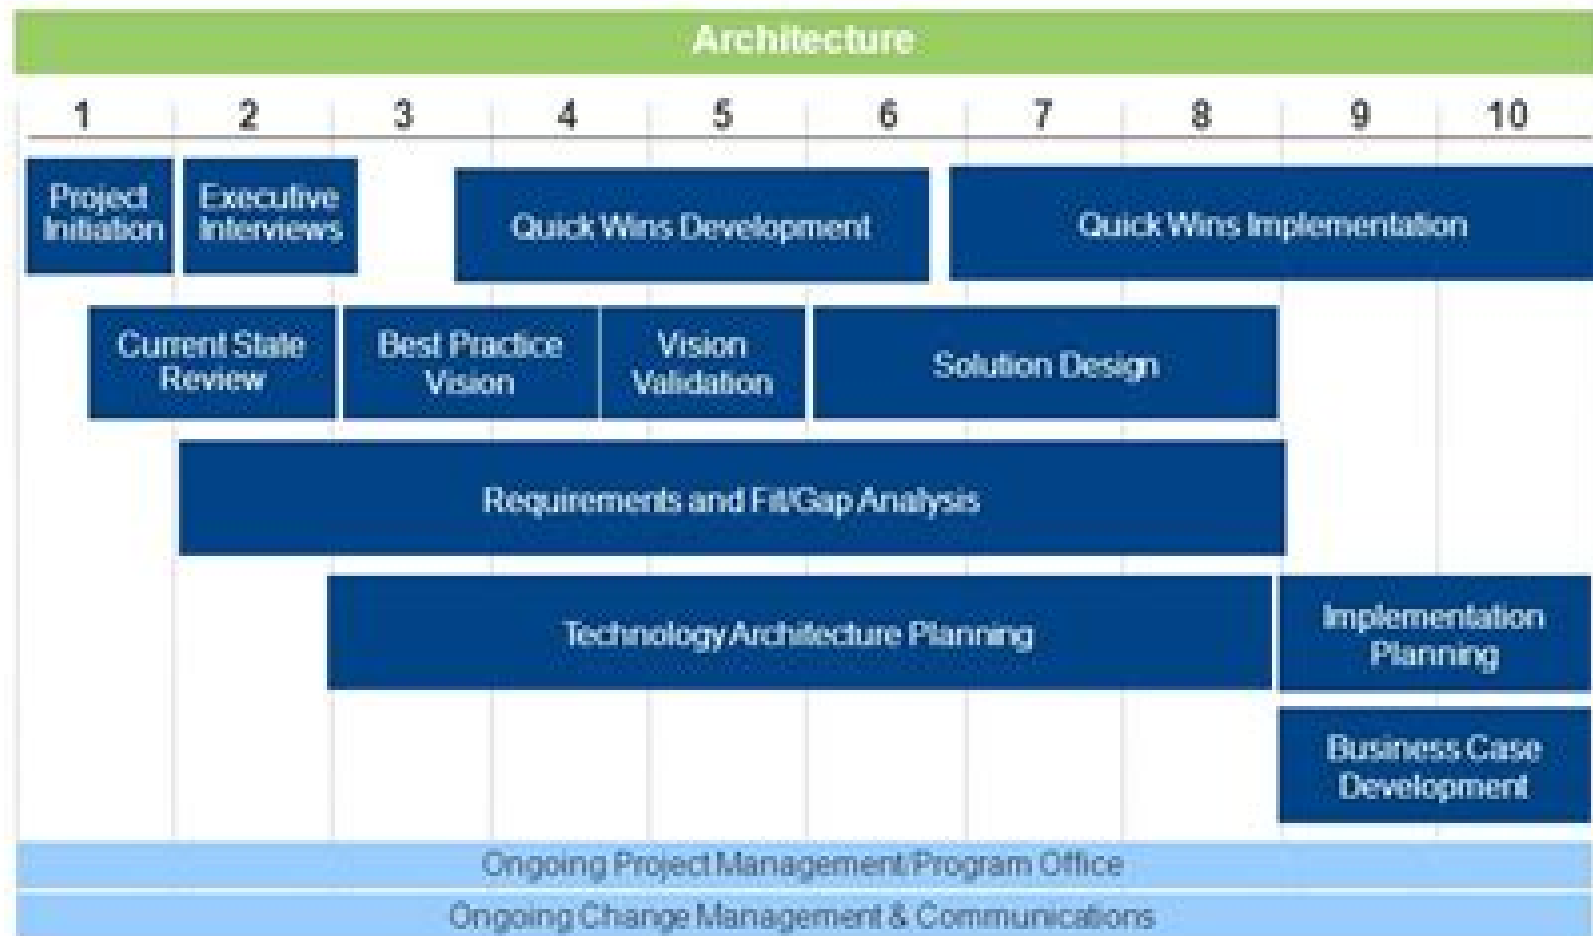 Architecture
1 2 3 4 5 6 7 8 9 10
Project
Initiation
Executive
Interviews
Quick Wins Development
Quick Wins Implementation
Current State
Review
Best Practice
Vision
Vision
Validation
Solution Design
Requirements and Fit/Gap Analysis
Technology Architecture Planning
Implementation
Planning
Business Case
Development
Ongoing Project Management/Program Office
Ongoing Change Management & Communications